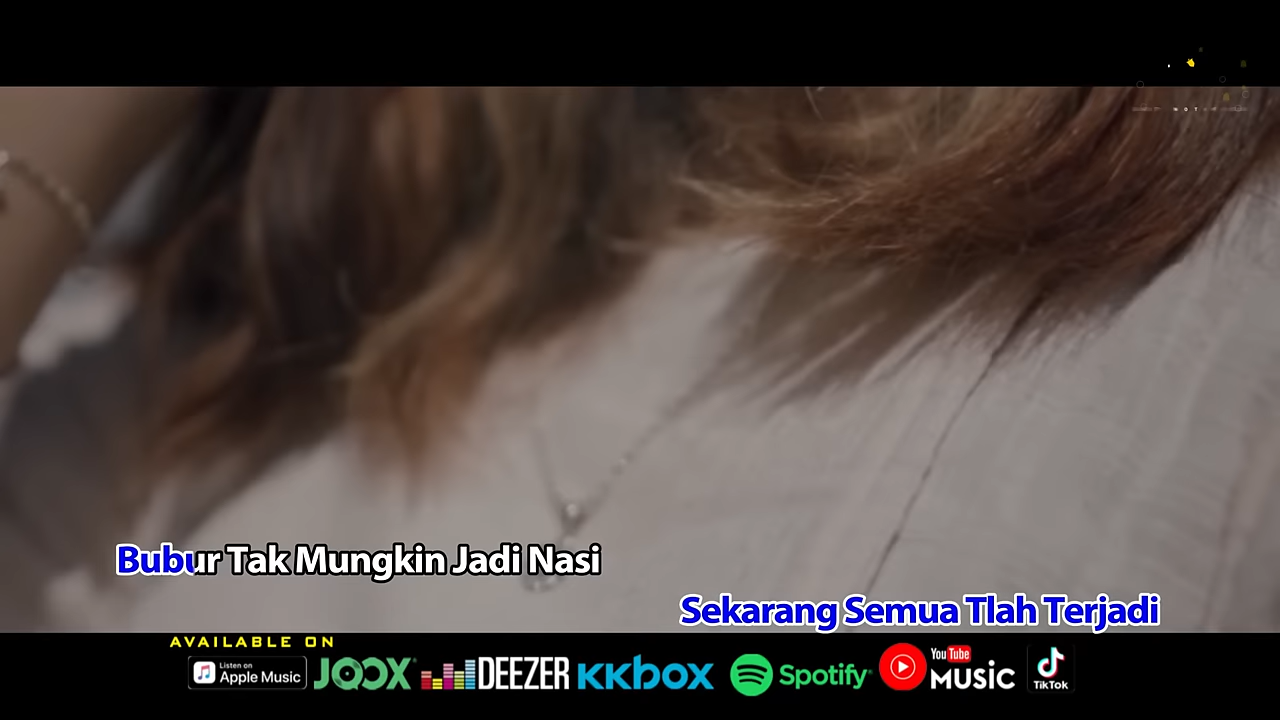 Bubur Tak Mungkin Jadi Nasi
Sekarang Semua Tlah Terjadi
AVAILABLE ON
Listen on
Apple Music
JOOX
DEEZER
KKBOX
Spotify
YouTube
MUSIC
TikTok